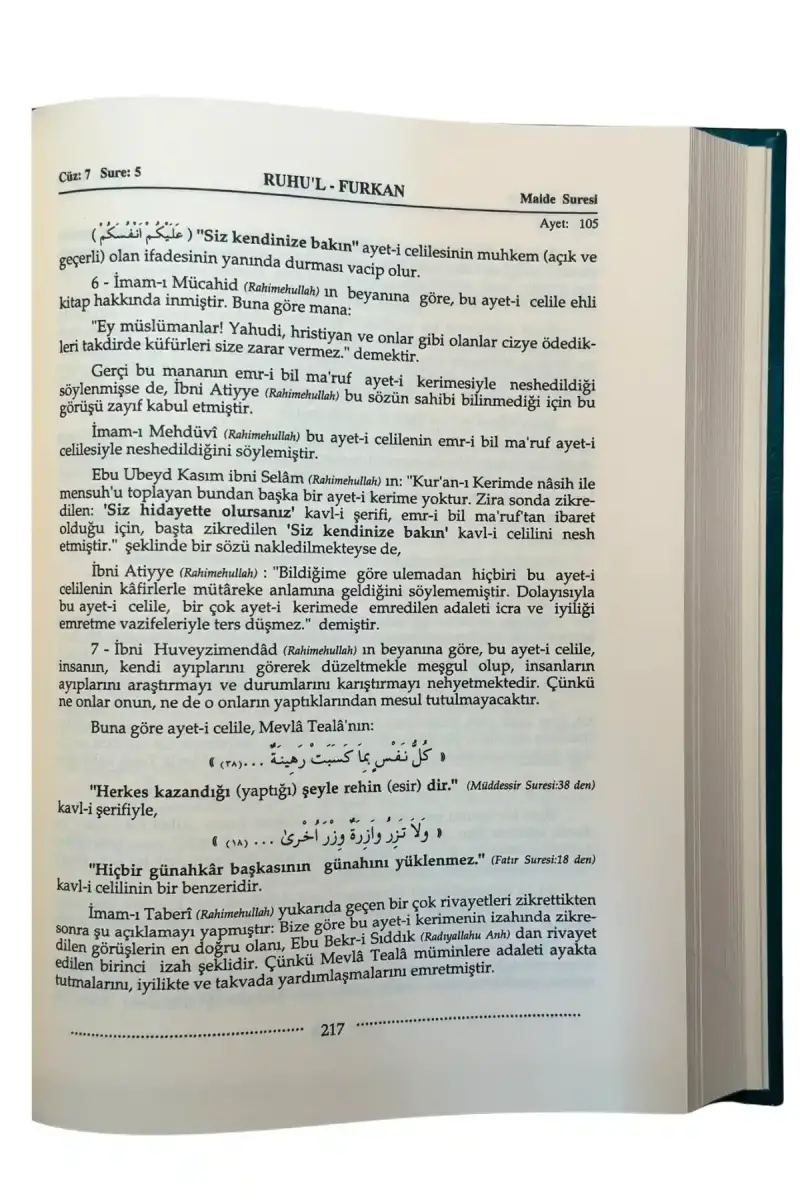 Cüz: 7 Sure: 5
RUHU'L - FURKAN
Maide Suresi
Ayet: 105
( عَلَيْكُمْ اَنْفُسَكُمْ ) "Siz kendinize bakın" ayet-i celilesinin muhkem (açık ve
geçerli) olan ifadesinin yanında durması vacip olur.
6 - İmam-ı Mücahid (Rahimehullah) ın beyanına göre, bu ayet-i celile ehli
kitap hakkında inmiştir. Buna göre mana:
"Ey müslümanlar! Yahudi, hristiyan ve onlar gibi olanlar cizye ödedik-
leri takdirde küfürleri size zarar vermez." demektir.
Gerçi bu mananın emr-i bil ma'ruf ayet-i kerimesiyle neshedildiği
söylenmişse de, İbni Atiyye (Rahimehullah) bu sözün sahibi bilinmediği için bu
görüşü zayıf kabul etmiştir.
İmam-ı Mehdüvî (Rahimehullah) bu ayet-i celilenin emr-i bil ma'ruf ayet-i
celilesiyle neshedildiğini söylemiştir.
Ebu Ubeyd Kasım ibni Selâm (Rahimehullah) ın: "Kur'an-ı Kerimde nâsih ile
mensuh'u toplayan bundan başka bir ayet-i kerime yoktur. Zira sonda zikre-
dilen: 'Siz hidayette olursanız' kavl-i şerifi, emr-i bil ma'ruf'tan ibaret
olduğu için, başta zikredilen 'Siz kendinize bakın' kavl-i celilini nesh
etmiştir." şeklinde bir sözü nakledilmekteyse de,
İbni Atiyye (Rahimehullah) : "Bildiğime göre ulemadan hiçbiri bu ayet-i
celilenin kâfirlerle mütâreke anlamına geldiğini söylememiştir. Dolayısıyla
bu ayet-i celile, bir çok ayet-i kerimede emredilen adaleti icra ve iyiliği
emretme vazifeleriyle ters düşmez." demiştir.
7 - İbni Huveyzimendâd (Rahimehullah) ın beyanına göre, bu ayet-i celile,
insanın, kendi ayıplarını görerek düzeltmekle meşgul olup, insanların
ayıplarını araştırmayı ve durumlarını karıştırmayı nehyetmektedir. Çünkü
ne onlar onun, ne de o onların yaptıklarından mesul tutulmayacaktır.
Buna göre ayet-i celile, Mevlâ Tealâ'nın:
« كُلُّ نَفْسٍ بِمَا كَسَبَتْ رَهِينَةٌ ...(٣٨) »
"Herkes kazandığı (yaptığı) şeyle rehin (esir) dir." (Müddessir Suresi:38 den)
kavl-i şerifiyle,
« وَلَا تَزِرُ وَازِرَةٌ وِزْرَ اُخْرىٰ ... (١٨) »
"Hiçbir günahkâr başkasının günahını yüklenmez." (Fatır Suresi:18 den)
kavl-i celilinin bir benzeridir.
İmam-ı Taberî (Rahimehullah) yukarıda geçen bir çok rivayetleri zikrettikten
sonra şu açıklamayı yapmıştır: Bize göre bu ayet-i kerimenin izahında zikre-
dilen görüşlerin en doğru olanı, Ebu Bekr-i Sıddık (Radıyallahu Anh) dan rivayet
edilen birinci izah şeklidir. Çünkü Mevlâ Tealâ müminlere adaleti ayakta
tutmalarını, iyilikte ve takvada yardımlaşmalarını emretmiştir.
217